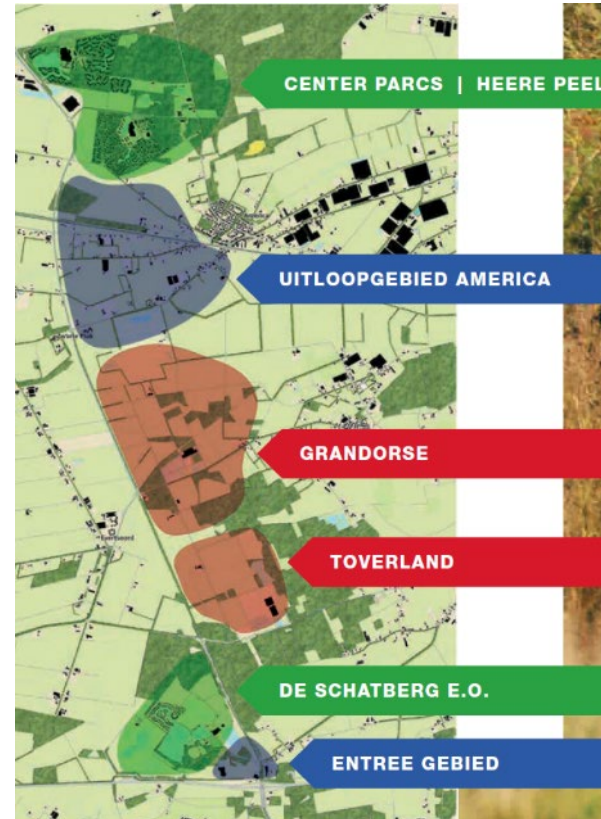 CENTER PARCS | HEERE PEEL
UITLOOPGEBIED AMERICA
GRANDORSE
TOVERLAND
DE SCHATBERG E.O.
ENTREE GEBIED